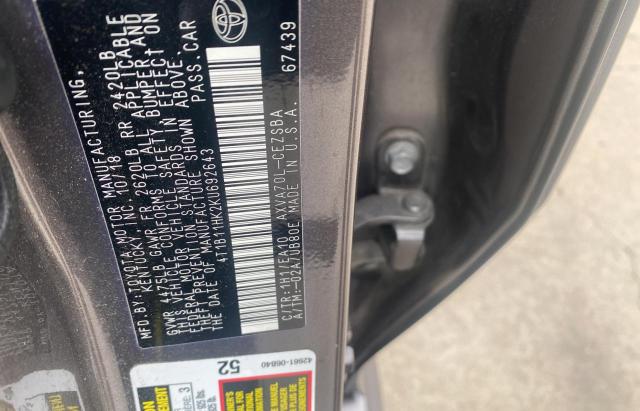 MFD.BY:TOYOTA MOTOR MANUFACTURING,
KENTUCKY, INC. 10/18
GVWR 4475LB GAWR FR 2620LB RR 2420LB
THIS VEHICLE CONFORMS TO ALL APPLICABLE
FEDERAL MOTOR VEHICLE SAFETY, BUMPER, AND
THEFT PREVENTION STANDARDS IN EFFECT ON
THE DATE OF MANUFACTURE SHOWN ABOVE.
4T1B11HK2KU692643 PASS.CAR
C/TR:1H1/EA10 AXVA70L-CEZSBA
A/TM:-02A/UB80E MADE IN U.S.A.
67439
42661-06840
52